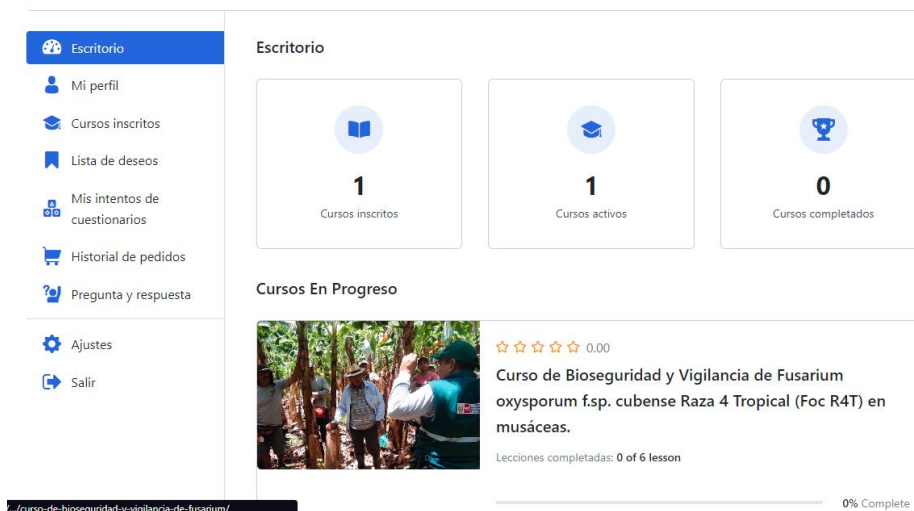 Escritorio
Mi perfil
Cursos inscritos
Lista de deseos
Mis intentos de
cuestionarios
Historial de pedidos
Pregunta y respuesta
Ajustes
Salir
Escritorio
1
Cursos inscritos
1
Cursos activos
0
Cursos completados
Cursos En Progreso
0.00
Curso de Bioseguridad y Vigilancia de Fusarium
oxysporum f.sp. cubense Raza 4 Tropical (Foc R4T) en
musáceas.
Lecciones completadas: 0 of 6 lesson
0% Complete
/../curso-de-bioseguridad-y-vigilancia-de-fusarium/